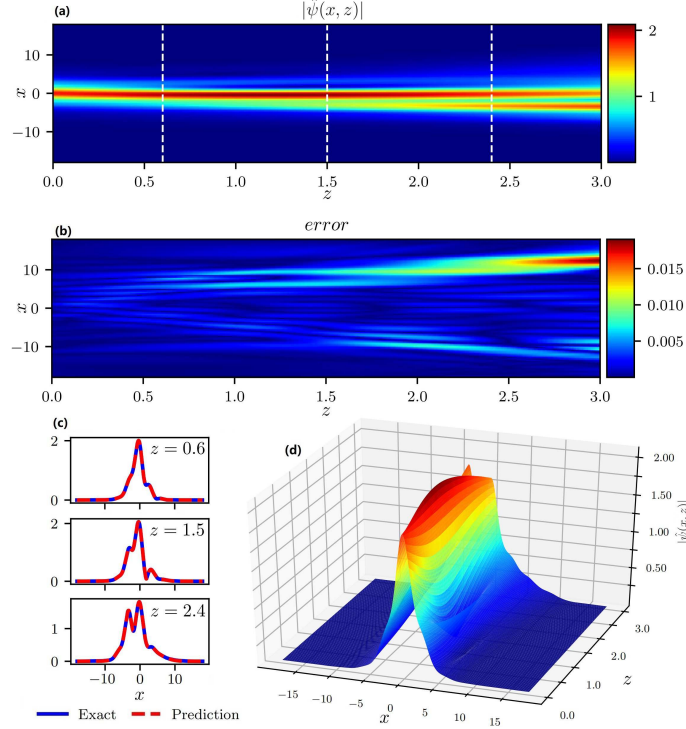 (a)
|ψ̂(x, z)|
10
0
−10
x
0.0 0.5 1.0 1.5 2.0 2.5 3.0
z
2
1
(b)
error
10
0
−10
x
0.0 0.5 1.0 1.5 2.0 2.5 3.0
z
0.015
0.010
0.005
(c)
2
0
z = 0.6
2
0
z = 1.5
1
0
z = 2.4
−10 0 10
x
Exact Prediction
(d)
2.00
1.50
1.00
0.50
|ψ̂(x, z)|
3.0
2.0
1.0
0.0
z
−15 −10 −5 0 5 10 15
x